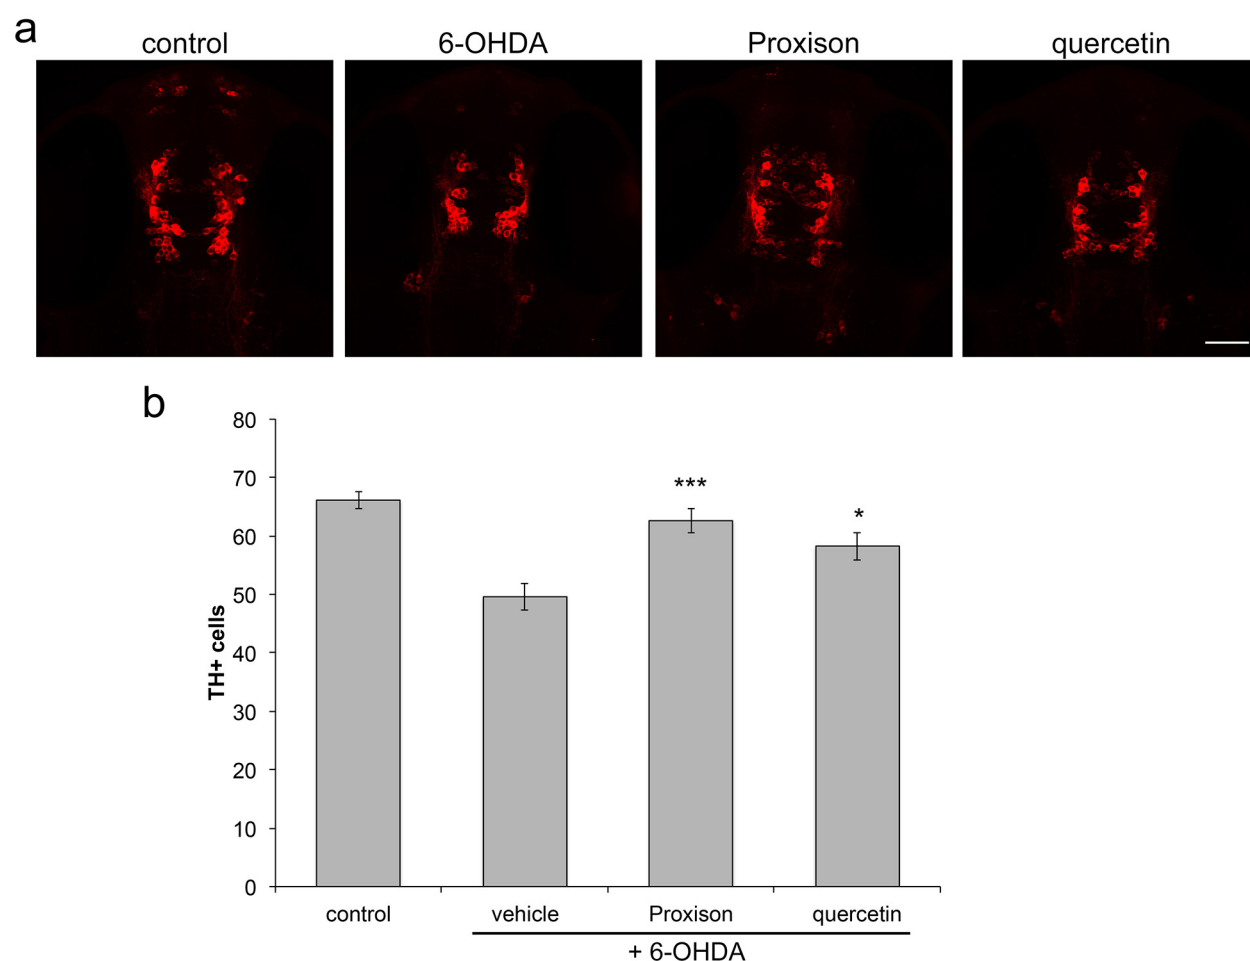 a
control 6-OHDA Proxison quercetin
b
80
70
60
50
40
30
20
10
0
TH+ cells
***
*
control vehicle Proxison quercetin
+ 6-OHDA